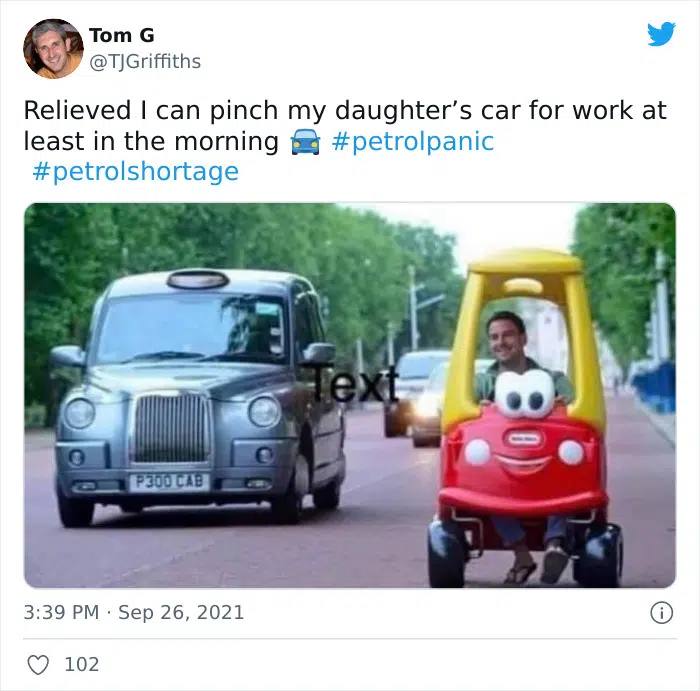 Tom G
@TJGriffiths
Relieved I can pinch my daughter’s car for work at
least in the morning 🚘 #petrolpanic
#petrolshortage
Text
P300 CAB
3:39 PM · Sep 26, 2021
102